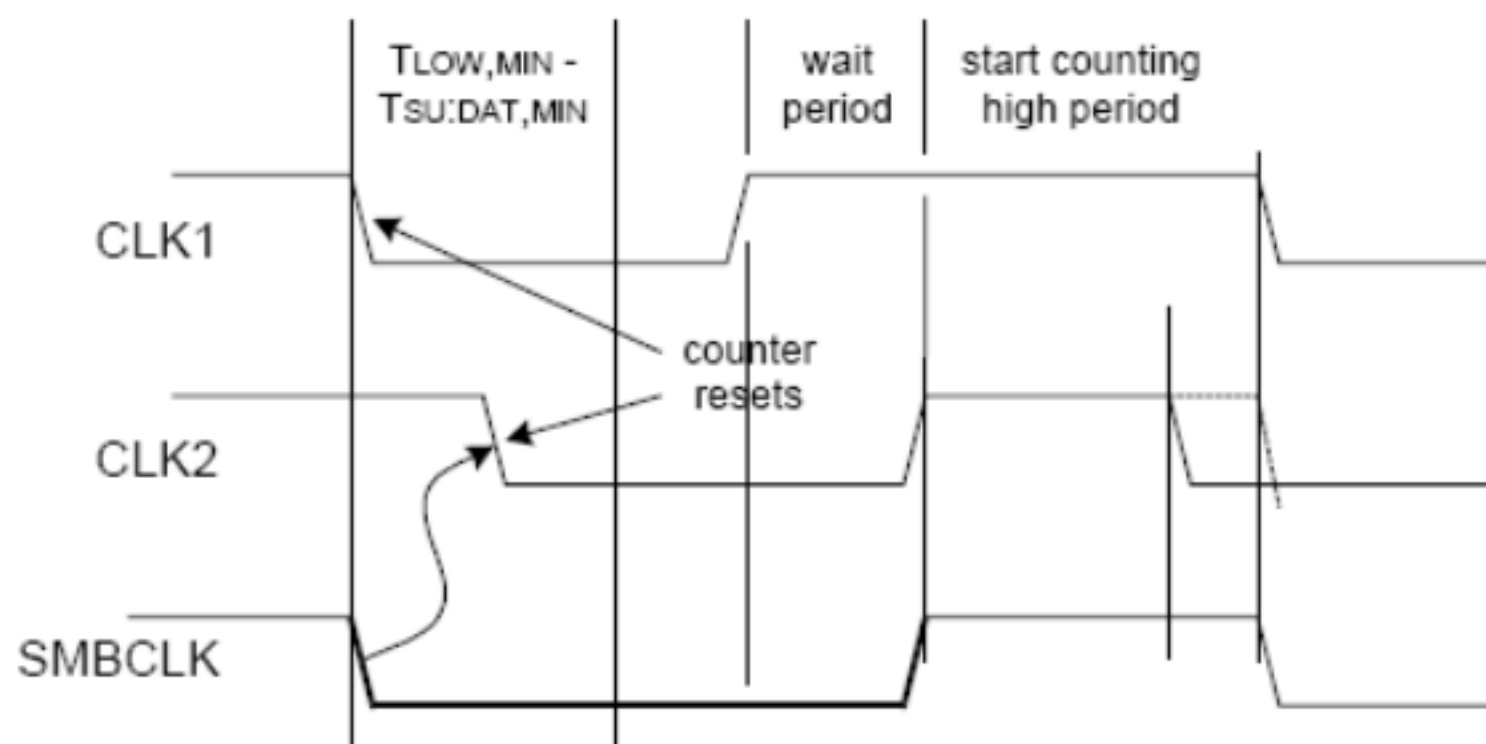 TLOW,MIN -
TSU:DAT,MIN
wait
period
start counting
high period
CLK1
counter
resets
CLK2
SMBCLK